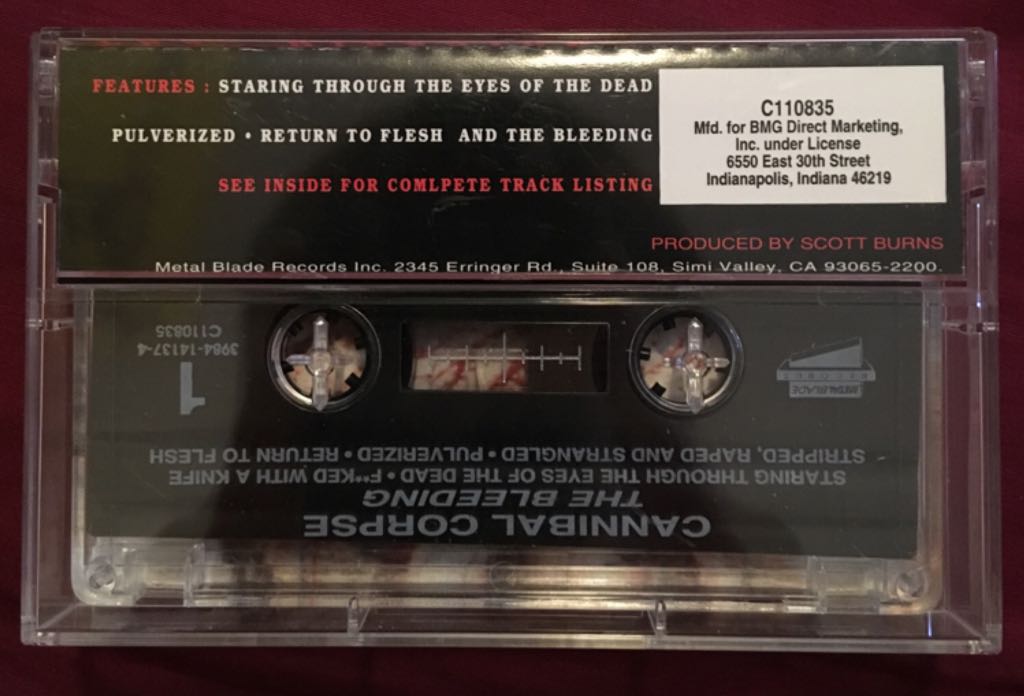 FEATURES : STARING THROUGH THE EYES OF THE DEAD
PULVERIZED • RETURN TO FLESH AND THE BLEEDING
SEE INSIDE FOR COMLPETE TRACK LISTING
C110835
Mfd. for BMG Direct Marketing,
Inc. under License
6550 East 30th Street
Indianapolis, Indiana 46219
PRODUCED BY SCOTT BURNS
Metal Blade Records Inc. 2345 Erringer Rd., Suite 108, Simi Valley, CA 93065-2200.
CANNIBAL CORPSE
THE BLEEDING
STARING THROUGH THE EYES OF THE DEAD • F**KED WITH A KNIFE
STRIPPED, RAPED AND STRANGLED • PULVERIZED • RETURN TO FLESH
METAL BLADE
RECORDS
1
3984-14137-4
C110835